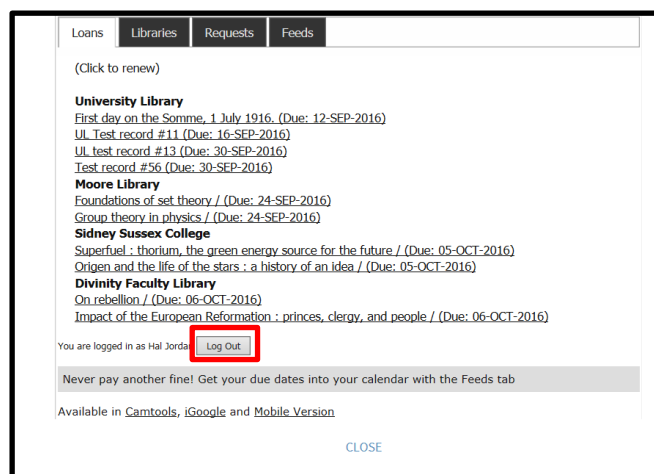 Loans Libraries Requests Feeds
(Click to renew)
University Library
First day on the Somme, 1 July 1916. (Due: 12-SEP-2016)
UL Test record #11 (Due: 16-SEP-2016)
UL test record #13 (Due: 30-SEP-2016)
Test record #56 (Due: 30-SEP-2016)
Moore Library
Foundations of set theory / (Due: 24-SEP-2016)
Group theory in physics / (Due: 24-SEP-2016)
Sidney Sussex College
Superfuel : thorium, the green energy source for the future / (Due: 05-OCT-2016)
Origen and the life of the stars : a history of an idea / (Due: 05-OCT-2016)
Divinity Faculty Library
On rebellion / (Due: 06-OCT-2016)
Impact of the European Reformation : princes, clergy, and people / (Due: 06-OCT-2016)
You are logged in as Hal Jordan Log Out
Never pay another fine! Get your due dates into your calendar with the Feeds tab
Available in Camtools, iGoogle and Mobile Version
CLOSE